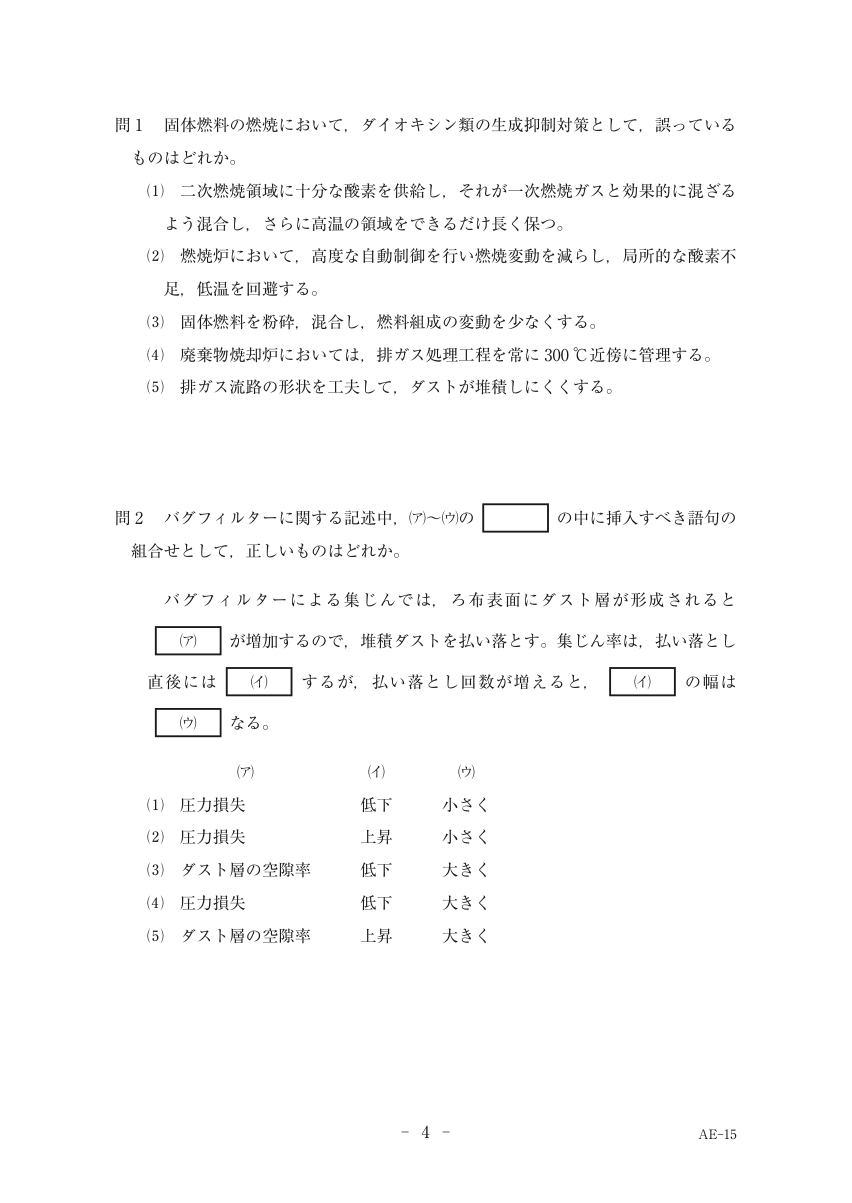 問1　固体燃料の燃焼において，ダイオキシン類の生成抑制対策として，誤っている
ものはどれか。
⑴　二次燃焼領域に十分な酸素を供給し，それが一次燃焼ガスと効果的に混ざる
よう混合し，さらに高温の領域をできるだけ長く保つ。
⑵　燃焼炉において，高度な自動制御を行い燃焼変動を減らし，局所的な酸素不
足，低温を回避する。
⑶　固体燃料を粉砕，混合し，燃料組成の変動を少なくする。
⑷　廃棄物焼却炉においては，排ガス処理工程を常に 300 ℃近傍に管理する。
⑸　排ガス流路の形状を工夫して，ダストが堆積しにくくする。
問2　バグフィルターに関する記述中，㈦～㈨の　　　の中に挿入すべき語句の
組合せとして，正しいものはどれか。
バグフィルターによる集じんでは，ろ布表面にダスト層が形成されると
(ア) が増加するので，堆積ダストを払い落とす。集じん率は，払い落とし
直後には (イ) するが，払い落とし回数が増えると， (イ) の幅は
(ウ) なる。
(ア)　(イ)　(ウ)
⑴　圧力損失　低下　小さく
⑵　圧力損失　上昇　小さく
⑶　ダスト層の空隙率　低下　大きく
⑷　圧力損失　低下　大きく
⑸　ダスト層の空隙率　上昇　大きく
－ 4 －
AE-15